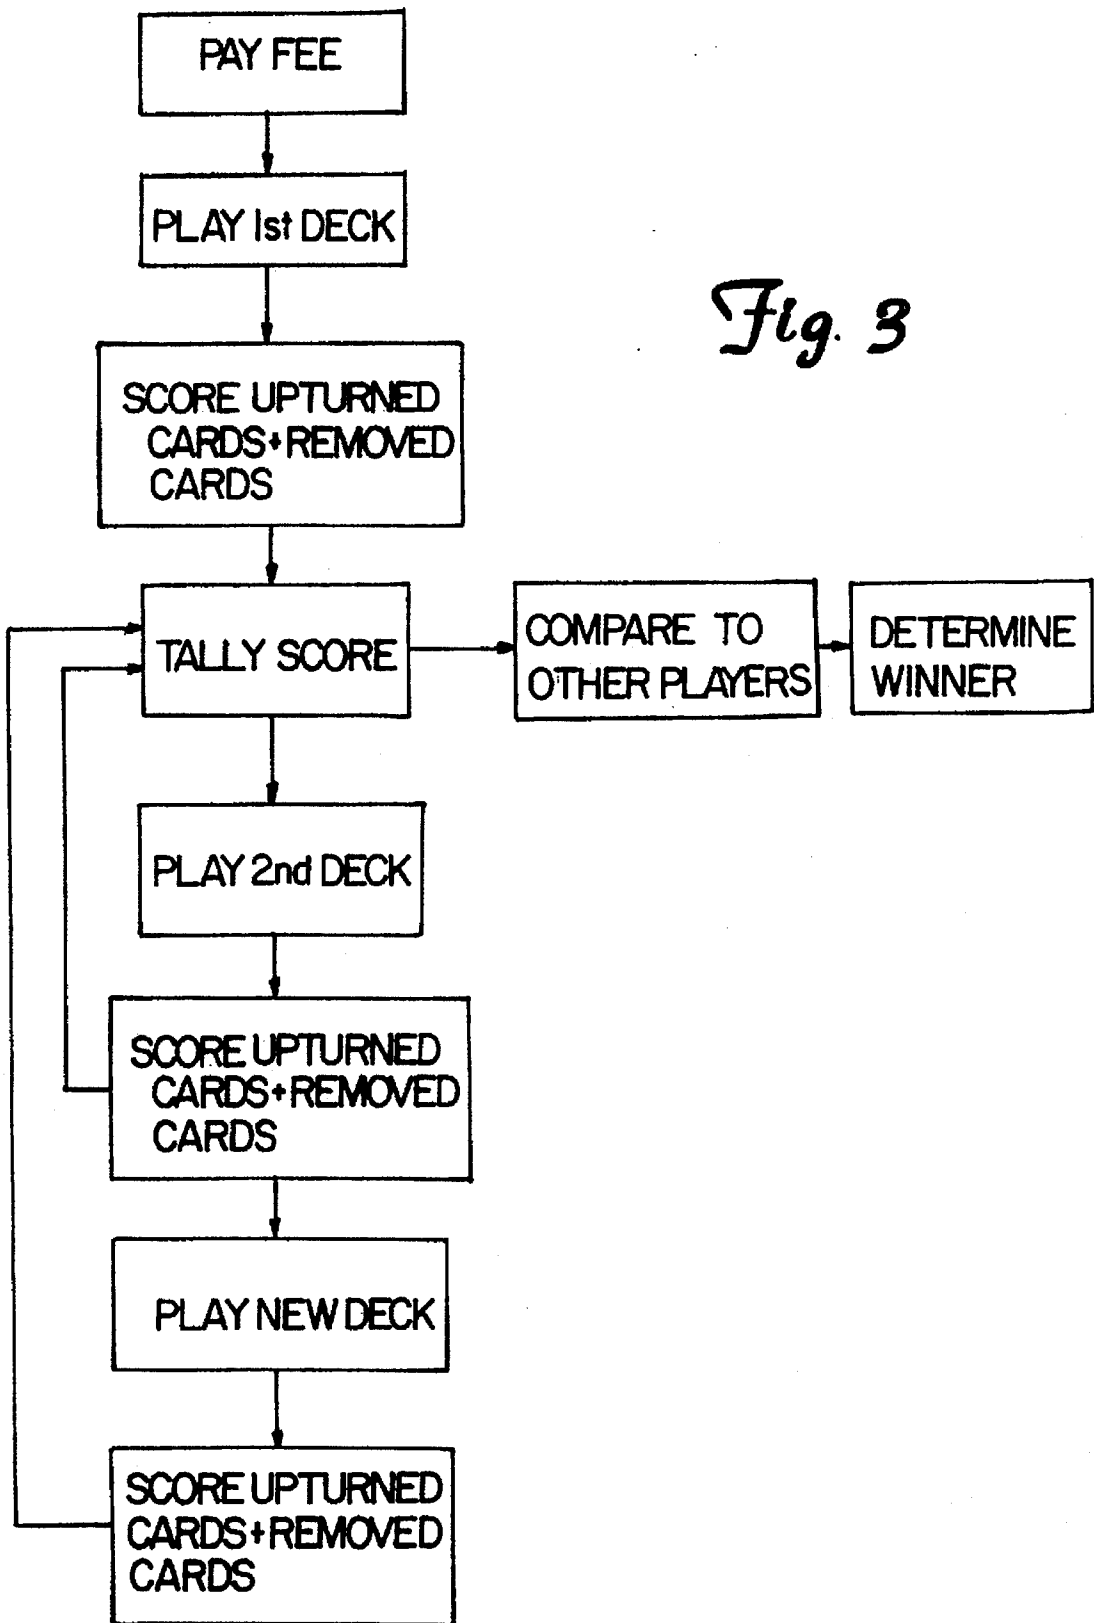 PAY FEE
PLAY 1st DECK
Fig. 3
SCORE UPTURNED
CARDS+REMOVED
CARDS
TALLY SCORE
COMPARE TO
OTHER PLAYERS
DETERMINE
WINNER
PLAY 2nd DECK
SCORE UPTURNED
CARDS+REMOVED
CARDS
PLAY NEW DECK
SCORE UPTURNED
CARDS+REMOVED
CARDS